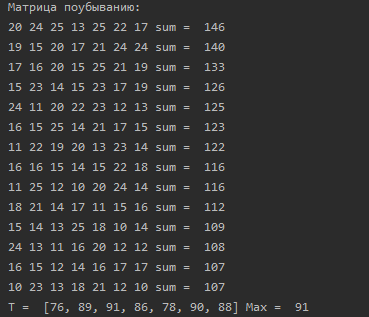 Матрица поубыванию:
20 24 25 13 25 22 17 sum =  146
19 15 20 17 21 24 24 sum =  140
17 16 20 15 25 21 19 sum =  133
15 23 14 15 23 17 19 sum =  126
24 11 20 22 23 12 13 sum =  125
16 15 25 14 21 17 15 sum =  123
11 22 19 20 13 23 14 sum =  122
16 16 15 14 15 22 18 sum =  116
11 25 12 10 20 24 14 sum =  116
18 21 14 17 11 15 16 sum =  112
15 14 13 25 18 10 14 sum =  109
24 13 11 16 20 12 12 sum =  108
16 15 12 14 16 17 17 sum =  107
10 23 13 18 21 12 10 sum =  107
T =  [76, 89, 91, 86, 78, 90, 88] Max =  91